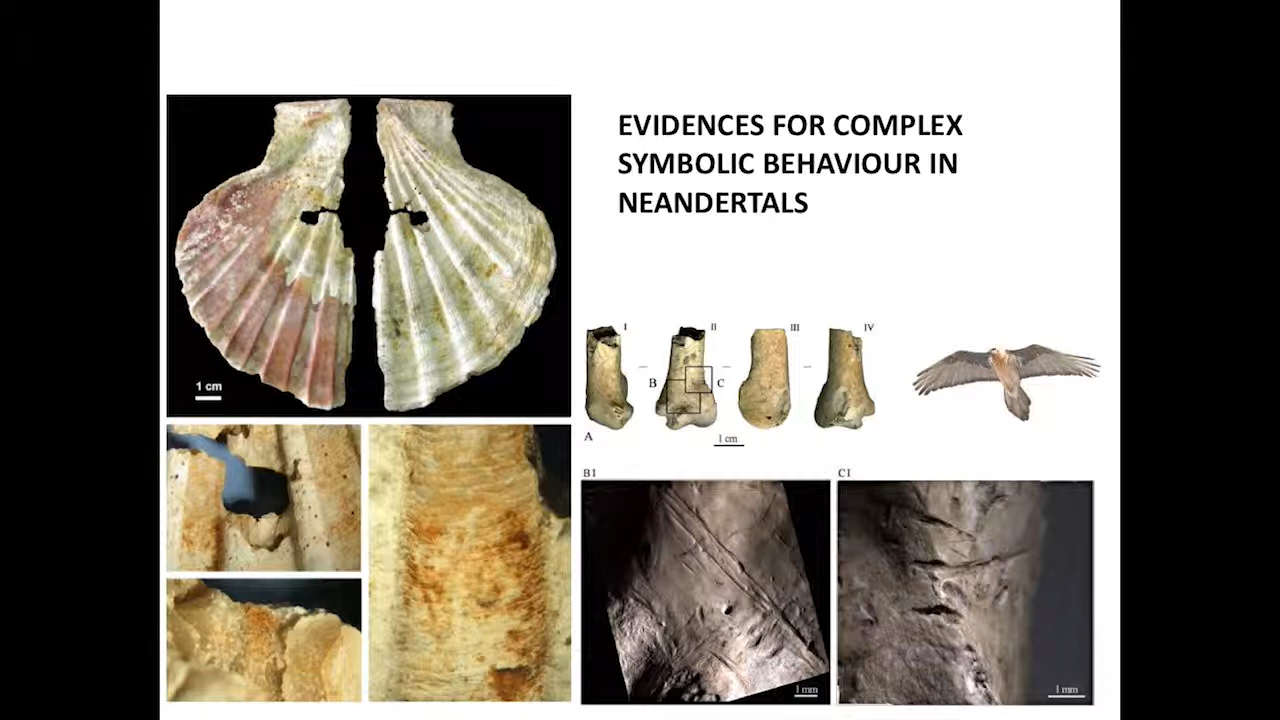 EVIDENCES FOR COMPLEX
SYMBOLIC BEHAVIOUR IN
NEANDERTALS
1 cm
I II III IV
B C
A
1 cm
B1 C1
1 mm 1 mm